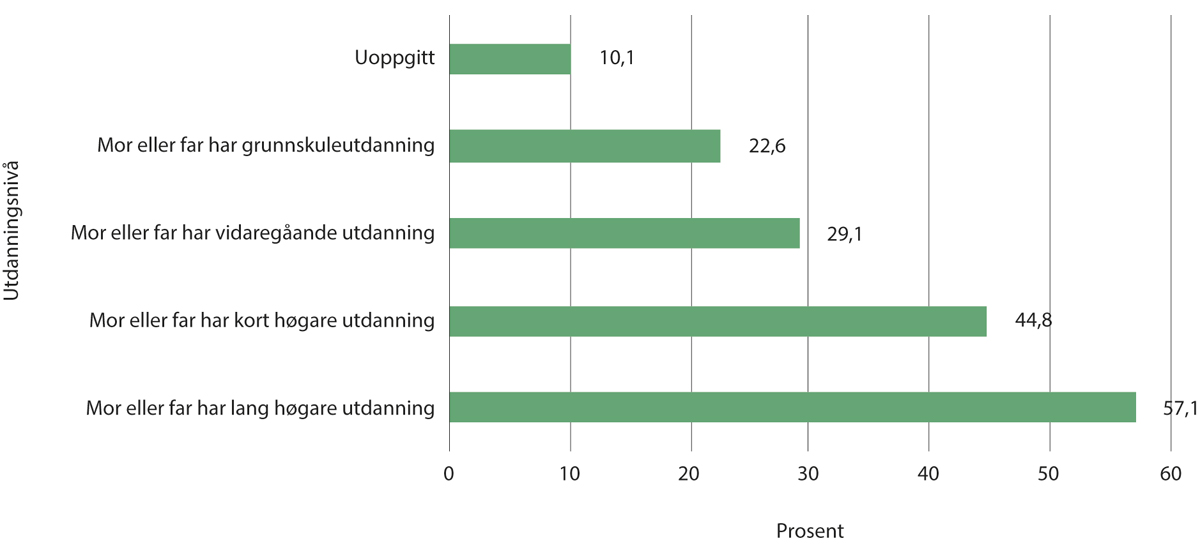 Uoppgitt 10,1
Mor eller far har grunnskuleutdanning 22,6
Mor eller far har vidaregåande utdanning 29,1
Mor eller far har kort høgare utdanning 44,8
Mor eller far har lang høgare utdanning 57,1
Utdanningsnivå
0 10 20 30 40 50 60
Prosent